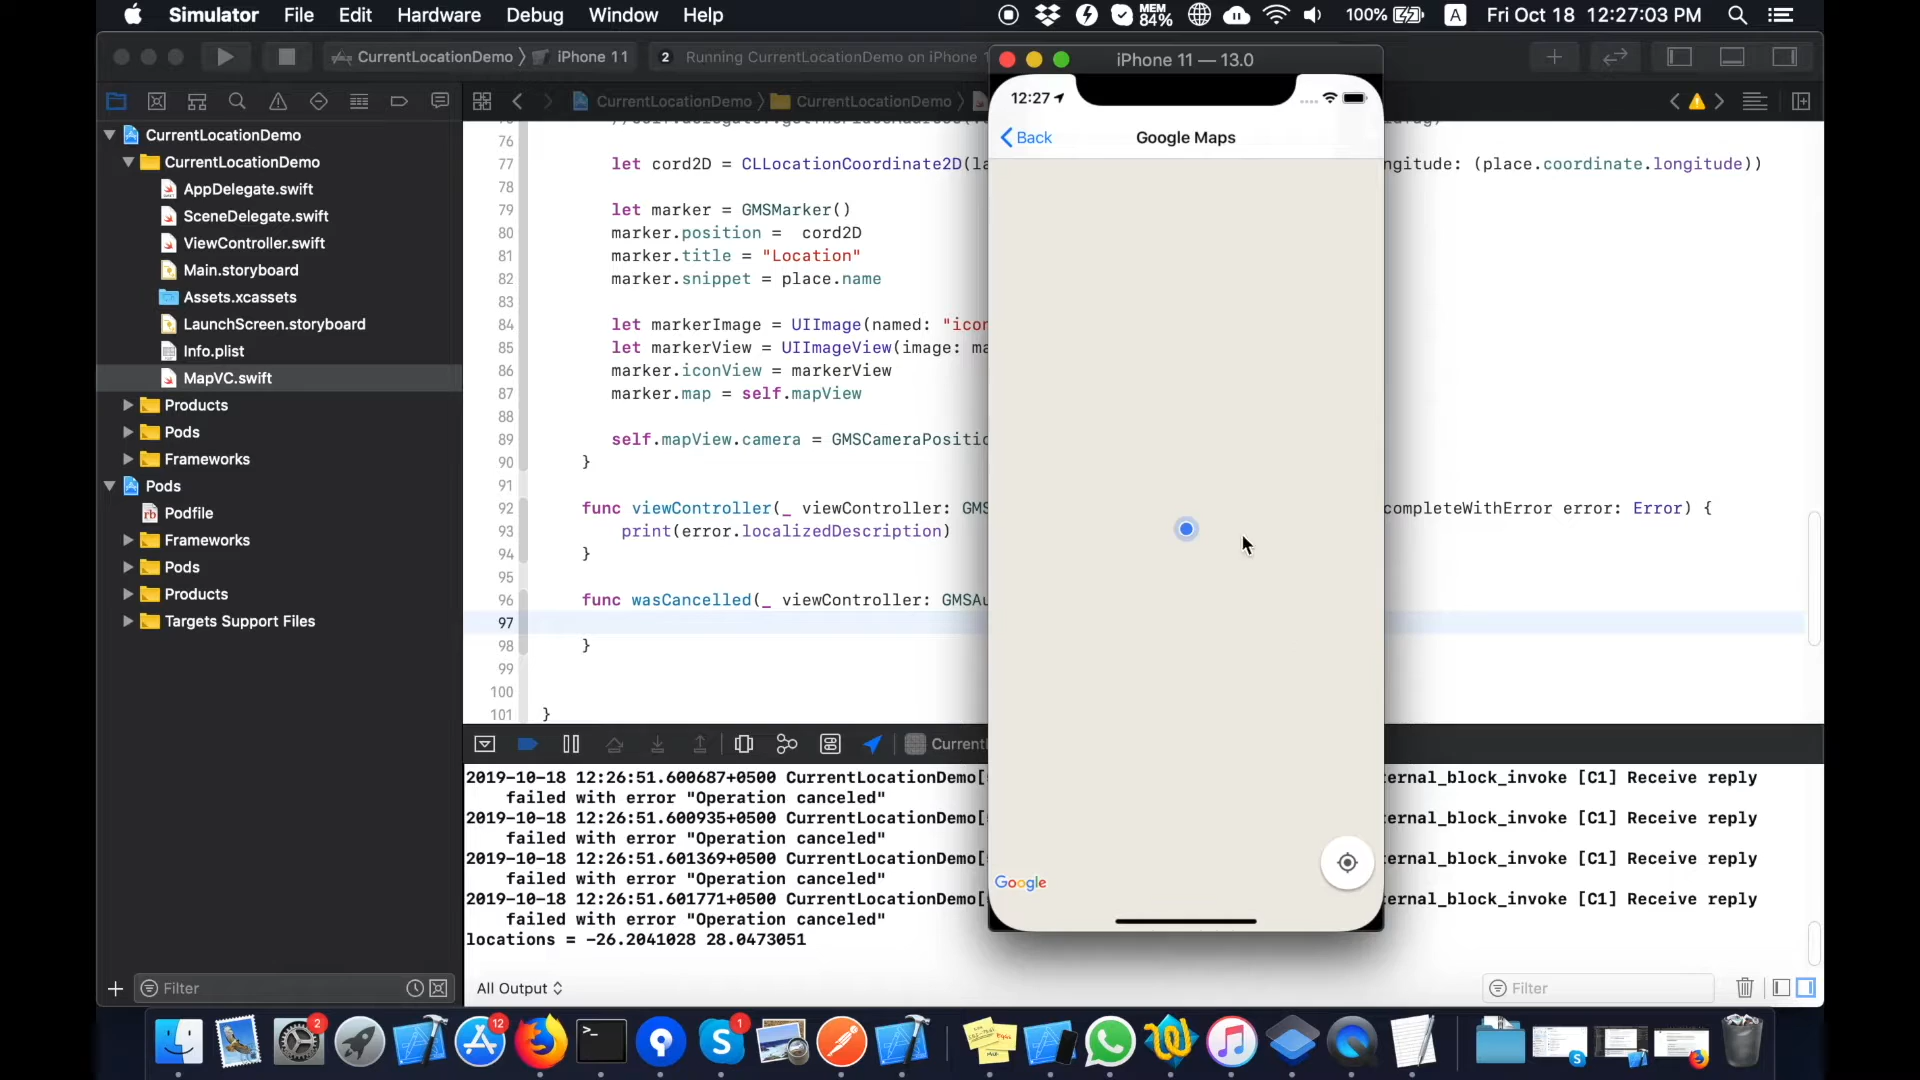 Simulator File Edit Hardware Debug Window Help MEM 84% 100% A Fri Oct 18 12:27:03 PM
CurrentLocationDemo iPhone 11 2 Running CurrentLocationDemo on iPhone
iPhone 11 — 13.0
CurrentLocationDemo CurrentLocationDemo
CurrentLocationDemo
CurrentLocationDemo
AppDelegate.swift
SceneDelegate.swift
ViewController.swift
Main.storyboard
Assets.xcassets
LaunchScreen.storyboard
Info.plist
MapVC.swift
Products
Pods
Frameworks
Pods
Podfile
Frameworks
Pods
Products
Targets Support Files
Filter
76
77 let cord2D = CLLocationCoordinate2D(la ngitude: (place.coordinate.longitude))
78
79 let marker = GMSMarker()
80 marker.position =  cord2D
81 marker.title = "Location"
82 marker.snippet = place.name
83
84 let markerImage = UIImage(named: "icon
85 let markerView = UIImageView(image: ma
86 marker.iconView = markerView
87 marker.map = self.mapView
88
89 self.mapView.camera = GMSCameraPositio
90 }
91
92 func viewController(_ viewController: GMS completeWithError error: Error) {
93 print(error.localizedDescription)
94 }
95
96 func wasCancelled(_ viewController: GMSAu
97
98 }
99
100
101 }
12:27
Back Google Maps
Google
Current
2019-10-18 12:26:51.600687+0500 CurrentLocationDemo[ ernal_block_invoke [C1] Receive reply
failed with error "Operation canceled"
2019-10-18 12:26:51.600935+0500 CurrentLocationDemo[ ernal_block_invoke [C1] Receive reply
failed with error "Operation canceled"
2019-10-18 12:26:51.601369+0500 CurrentLocationDemo[ ernal_block_invoke [C1] Receive reply
failed with error "Operation canceled"
2019-10-18 12:26:51.601771+0500 CurrentLocationDemo[ ernal_block_invoke [C1] Receive reply
failed with error "Operation canceled"
locations = -26.2041028 28.0473051
All Output Filter
2 12 1